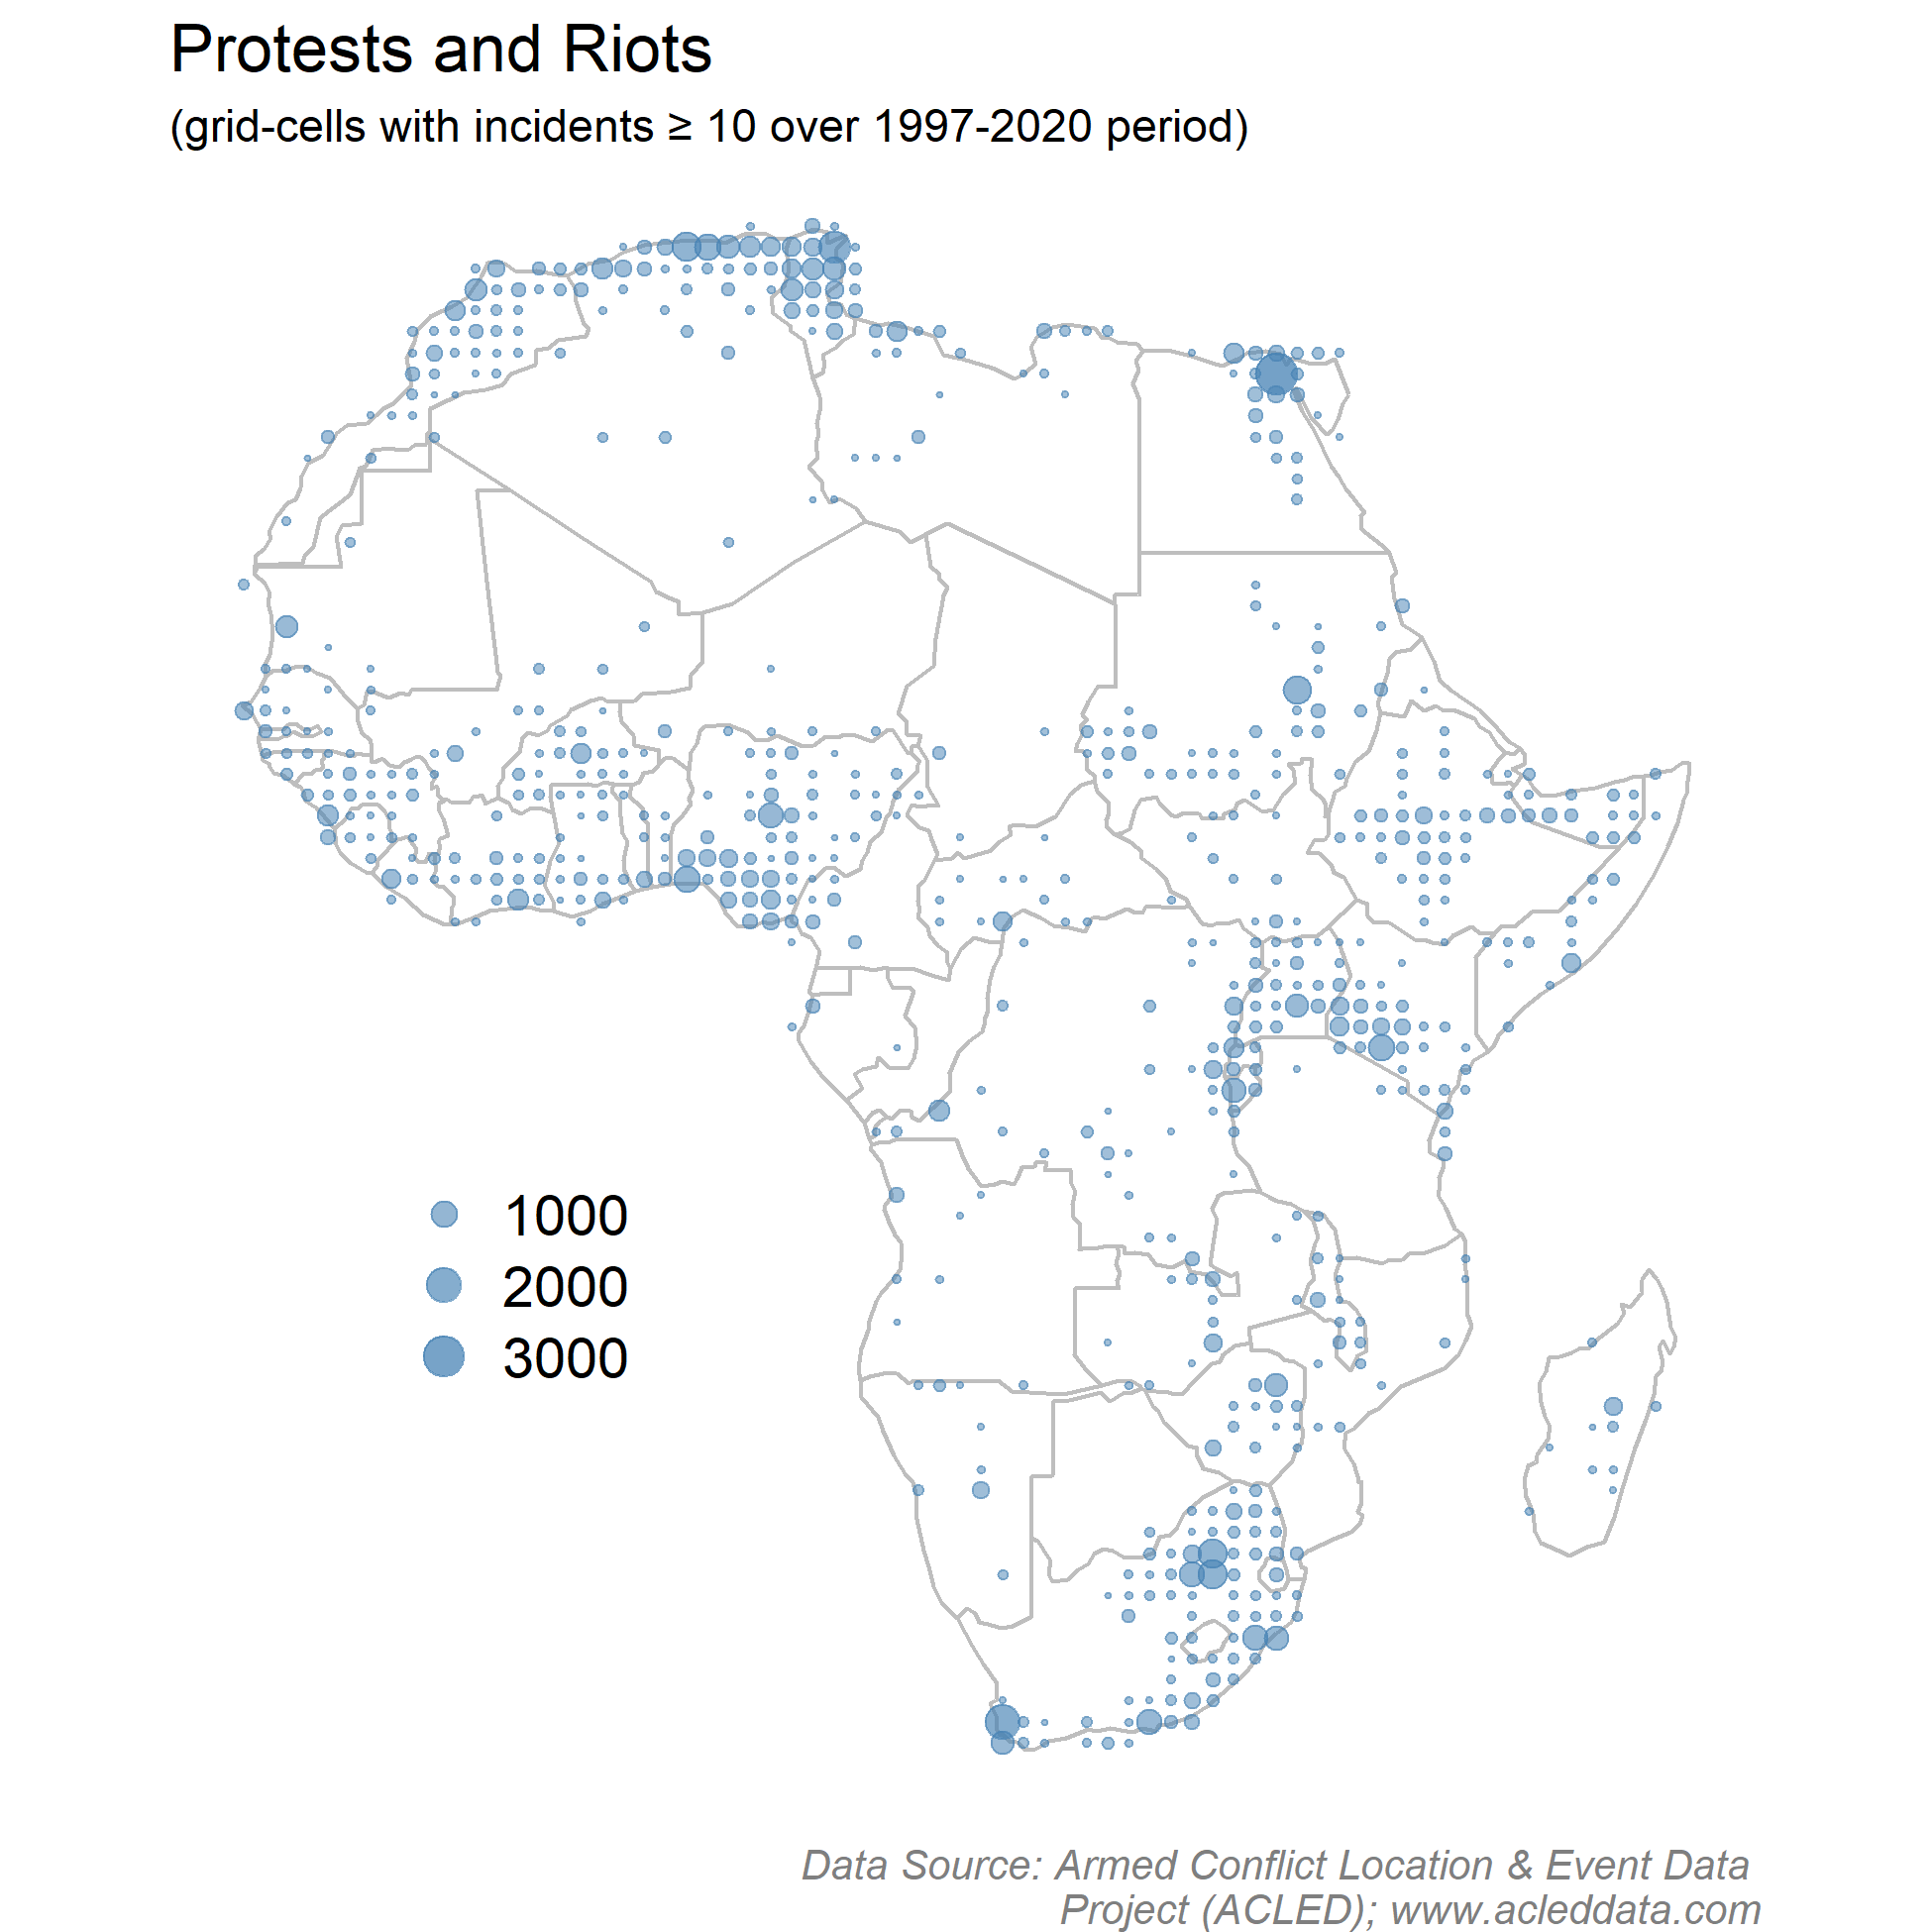 Protests and Riots
(grid-cells with incidents ≥ 10 over 1997-2020 period)
1000
2000
3000
Data Source: Armed Conflict Location & Event Data
Project (ACLED); www.acleddata.com